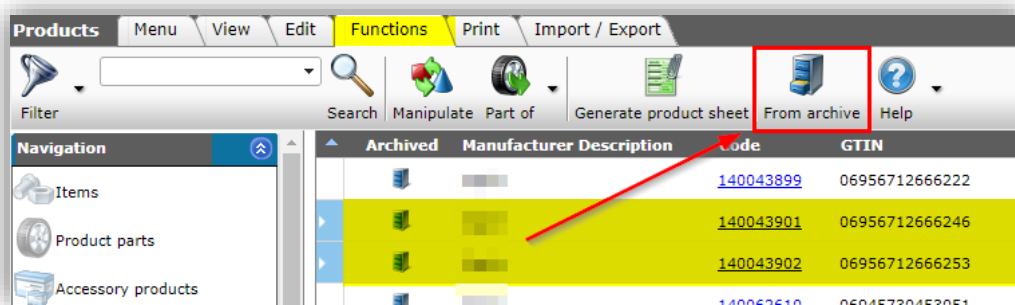 Products Menu View Edit Functions Print Import / Export
Filter Search Manipulate Part of Generate product sheet From archive Help
Navigation
Items
Product parts
Accessory products
Archived Manufacturer Description Code GTIN
140043899 06956712666222
140043901 06956712666246
140043902 06956712666253